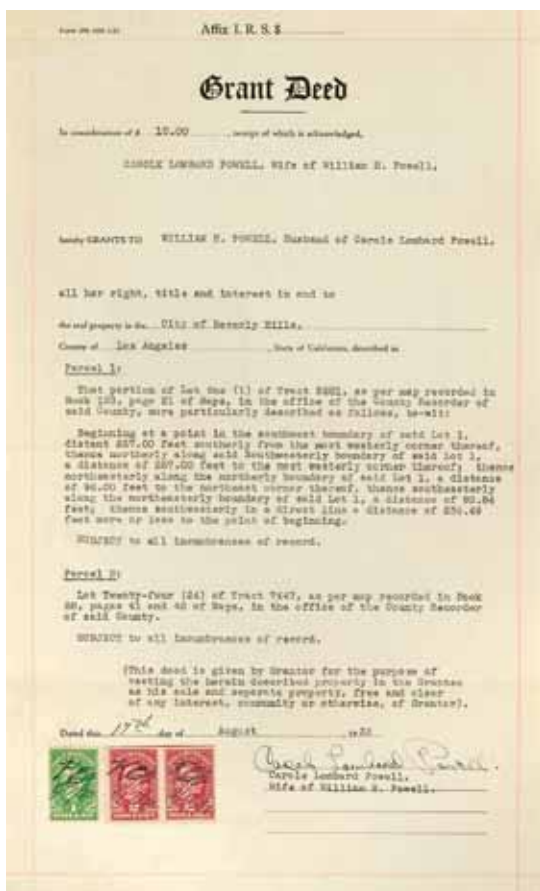 Affix I. R. S. $
Grant Deed
In consideration of $ 10.00 , receipt of which is acknowledged,
CAROLE LOMBARD POWELL, Wife of William H. Powell,
hereby GRANTS TO WILLIAM H. POWELL, Husband of Carole Lombard Powell,
all her right, title and interest in and to
the real property in the City of Beverly Hills,
County of Los Angeles , State of California, described as
Parcel 1:
That portion of Lot One (1) of Tract as per map recorded in
Book page 21 of Maps, in the office of the County Recorder of
said County, more particularly described as follows, to-wit:
Beginning at a point in the southwest boundary of said Lot 1,
distant feet southerly from the most westerly corner thereof,
thence northerly along said Southwesterly boundary of said lot 1,
a distance of feet to the most westerly corner thereof; thence
northeasterly along the northerly boundary of said Lot 1, a distance
of feet to the northeast corner thereof, thence southeasterly
along the northeasterly boundary of said Lot 1, a distance of
feet; thence southwesterly in a direct line a distance of
feet more or less to the point of beginning.
SUBJECT to all incumbrances of record.
Parcel 2:
Lot Twenty-four (24) of Tract as per map recorded in Book
pages 41 and 42 of Maps, in the office of the County Recorder
of said County.
SUBJECT to all incumbrances of record.
(This deed is given by Grantor for the purpose of
vesting the herein described property in the Grantee
as his sole and separate property, free and clear
of any interest, community or otherwise, of Grantor).
Dated this 17th day of August
Carole Lombard Powell
Carole Lombard Powell,
Wife of William H. Powell.